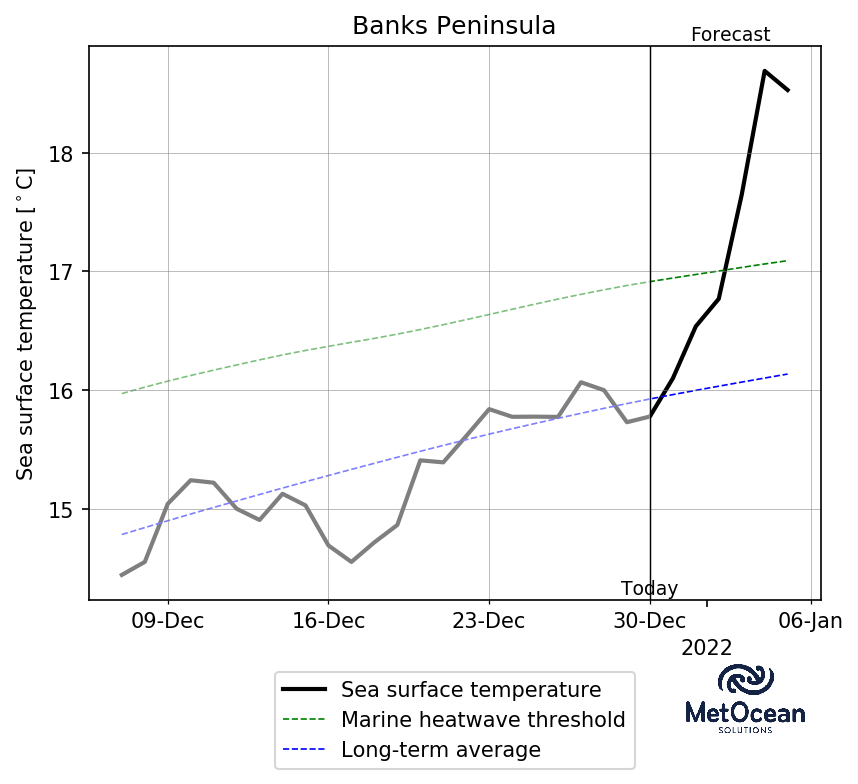 Banks Peninsula
Forecast
Sea surface temperature [°C]
18
17
16
15
Today
09-Dec
16-Dec
23-Dec
30-Dec
06-Jan
2022
Sea surface temperature
Marine heatwave threshold
Long-term average
MetOcean
SOLUTIONS